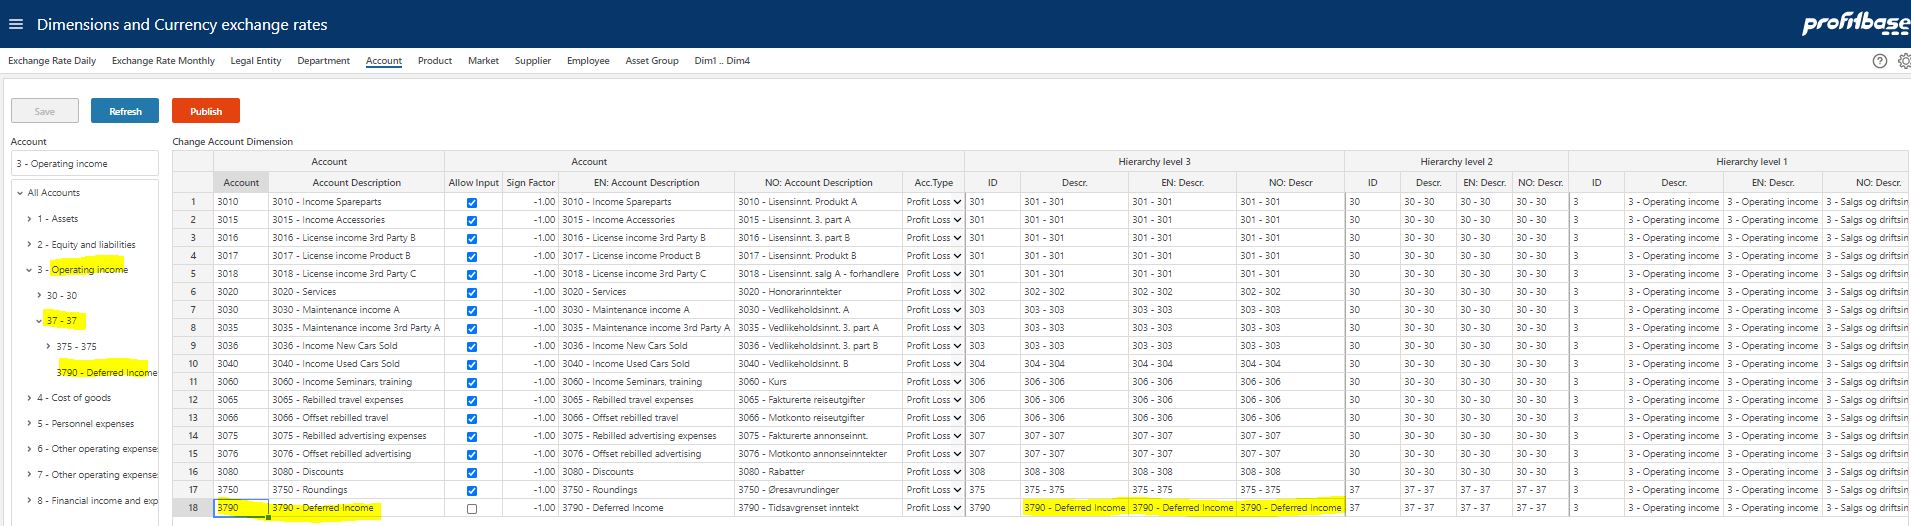 Dimensions and Currency exchange rates
profitbase
Exchange Rate Daily Exchange Rate Monthly Legal Entity Department Account Product Market Supplier Employee Asset Group Dim1 .. Dim4
Save Refresh Publish
Account
3 - Operating income
All Accounts
1 - Assets
2 - Equity and liabilities
3 - Operating income
30 - 30
37 - 37
375 - 375
3790 - Deferred Income
4 - Cost of goods
5 - Personnel expenses
6 - Other operating expense
7 - Other operating expense
8 - Financial income and exp
Change Account Dimension
Account Account Hierarchy level 3 Hierarchy level 2 Hierarchy level 1
Account Account Description Allow Input Sign Factor EN: Account Description NO: Account Description Acc.Type ID Descr. EN: Descr. NO: Descr ID Descr. EN: Descr. NO: Descr. ID Descr. EN: Descr. NO: Descr.
1 3010 3010 - Income Spareparts -1.00 3010 - Income Spareparts 3010 - Lisensinnt. Produkt A Profit Loss 301 301 - 301 301 - 301 301 - 301 30 30 - 30 30 - 30 30 - 30 3 3 - Operating income 3 - Operating income 3 - Salgs og driftsin
2 3015 3015 - Income Accessories -1.00 3015 - Income Accessories 3015 - Lisensinnt. 3. part A Profit Loss 301 301 - 301 301 - 301 301 - 301 30 30 - 30 30 - 30 30 - 30 3 3 - Operating income 3 - Operating income 3 - Salgs og driftsin
3 3016 3016 - License income 3rd Party B -1.00 3016 - License income 3rd Party B 3016 - Lisensinnt. 3. part B Profit Loss 301 301 - 301 301 - 301 301 - 301 30 30 - 30 30 - 30 30 - 30 3 3 - Operating income 3 - Operating income 3 - Salgs og driftsin
4 3017 3017 - License income Product B -1.00 3017 - License income Product B 3017 - Lisensinnt. Produkt B Profit Loss 301 301 - 301 301 - 301 301 - 301 30 30 - 30 30 - 30 30 - 30 3 3 - Operating income 3 - Operating income 3 - Salgs og driftsin
5 3018 3018 - License income 3rd Party C -1.00 3018 - License income 3rd Party C 3018 - Lisensinnt. salg A - forhandlere Profit Loss 301 301 - 301 301 - 301 301 - 301 30 30 - 30 30 - 30 30 - 30 3 3 - Operating income 3 - Operating income 3 - Salgs og driftsin
6 3020 3020 - Services -1.00 3020 - Services 3020 - Honorarinntekter Profit Loss 302 302 - 302 302 - 302 302 - 302 30 30 - 30 30 - 30 30 - 30 3 3 - Operating income 3 - Operating income 3 - Salgs og driftsin
7 3030 3030 - Maintenance income A -1.00 3030 - Maintenance income A 3030 - Vedlikeholdsinnt. A Profit Loss 303 303 - 303 303 - 303 303 - 303 30 30 - 30 30 - 30 30 - 30 3 3 - Operating income 3 - Operating income 3 - Salgs og driftsin
8 3035 3035 - Maintenance income 3rd Party A -1.00 3035 - Maintenance income 3rd Party A 3035 - Vedlikeholdsinnt. 3. part A Profit Loss 303 303 - 303 303 - 303 303 - 303 30 30 - 30 30 - 30 30 - 30 3 3 - Operating income 3 - Operating income 3 - Salgs og driftsin
9 3036 3036 - Income New Cars Sold -1.00 3036 - Income New Cars Sold 3036 - Vedlikeholdsinnt. 3. part B Profit Loss 303 303 - 303 303 - 303 303 - 303 30 30 - 30 30 - 30 30 - 30 3 3 - Operating income 3 - Operating income 3 - Salgs og driftsin
10 3040 3040 - Income Used Cars Sold -1.00 3040 - Income Used Cars Sold 3040 - Vedlikeholdsinnt. B Profit Loss 304 304 - 304 304 - 304 304 - 304 30 30 - 30 30 - 30 30 - 30 3 3 - Operating income 3 - Operating income 3 - Salgs og driftsin
11 3060 3060 - Income Seminars, training -1.00 3060 - Income Seminars, training 3060 - Kurs Profit Loss 306 306 - 306 306 - 306 306 - 306 30 30 - 30 30 - 30 30 - 30 3 3 - Operating income 3 - Operating income 3 - Salgs og driftsin
12 3065 3065 - Rebilled travel expenses -1.00 3065 - Rebilled travel expenses 3065 - Fakturerte reiseutgifter Profit Loss 306 306 - 306 306 - 306 306 - 306 30 30 - 30 30 - 30 30 - 30 3 3 - Operating income 3 - Operating income 3 - Salgs og driftsin
13 3066 3066 - Offset rebilled travel -1.00 3066 - Offset rebilled travel 3066 - Motkonto reiseutgifter Profit Loss 306 306 - 306 306 - 306 306 - 306 30 30 - 30 30 - 30 30 - 30 3 3 - Operating income 3 - Operating income 3 - Salgs og driftsin
14 3075 3075 - Rebilled advertising expenses -1.00 3075 - Rebilled advertising expenses 3075 - Fakturerte annonseinnt. Profit Loss 307 307 - 307 307 - 307 307 - 307 30 30 - 30 30 - 30 30 - 30 3 3 - Operating income 3 - Operating income 3 - Salgs og driftsin
15 3076 3076 - Offset rebilled advertising -1.00 3076 - Offset rebilled advertising 3076 - Motkonto annonseinntekter Profit Loss 307 307 - 307 307 - 307 307 - 307 30 30 - 30 30 - 30 30 - 30 3 3 - Operating income 3 - Operating income 3 - Salgs og driftsin
16 3080 3080 - Discounts -1.00 3080 - Discounts 3080 - Rabatter Profit Loss 308 308 - 308 308 - 308 308 - 308 30 30 - 30 30 - 30 30 - 30 3 3 - Operating income 3 - Operating income 3 - Salgs og driftsin
17 3750 3750 - Roundings -1.00 3750 - Roundings 3750 - Øresavrundinger Profit Loss 375 375 - 375 375 - 375 375 - 375 37 37 - 37 37 - 37 37 - 37 3 3 - Operating income 3 - Operating income 3 - Salgs og driftsin
18 3790 3790 - Deferred Income -1.00 3790 - Deferred Income 3790 - Tidsavgrenset inntekt Profit Loss 3790 3790 - Deferred Income 3790 - Deferred Income 3790 - Deferred Income 37 37 - 37 37 - 37 37 - 37 3 3 - Operating income 3 - Operating income 3 - Salgs og driftsin